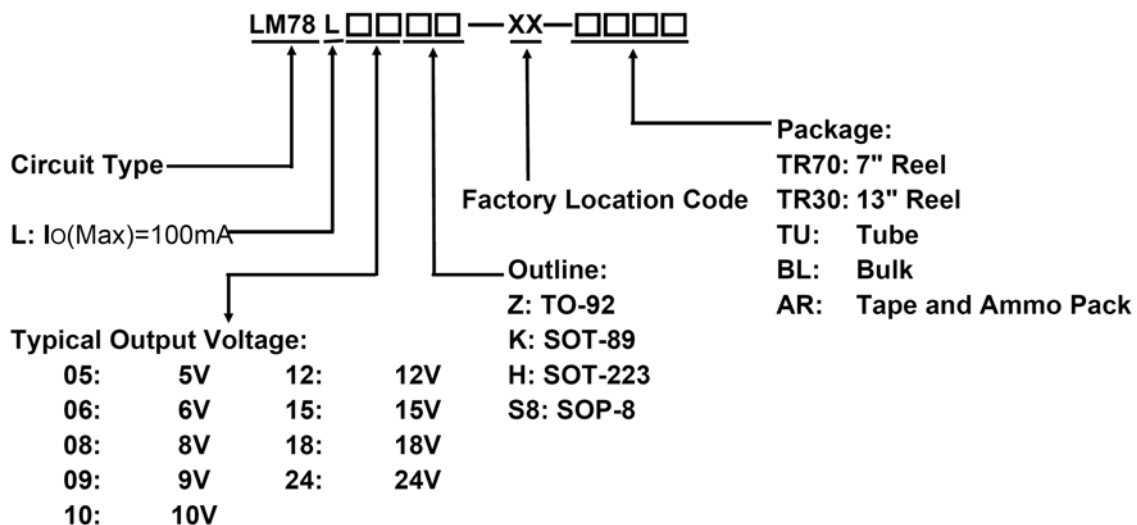 LM78 L□□□□—XX—□□□□
Package:
Circuit Type
TR70: 7" Reel
Factory Location Code
TR30: 13" Reel
L: IO(Max)=100mA
TU: Tube
Outline:
BL: Bulk
Z: TO-92
AR: Tape and Ammo Pack
Typical Output Voltage:
K: SOT-89
05: 5V 12: 12V
H: SOT-223
06: 6V 15: 15V
S8: SOP-8
08: 8V 18: 18V
09: 9V 24: 24V
10: 10V